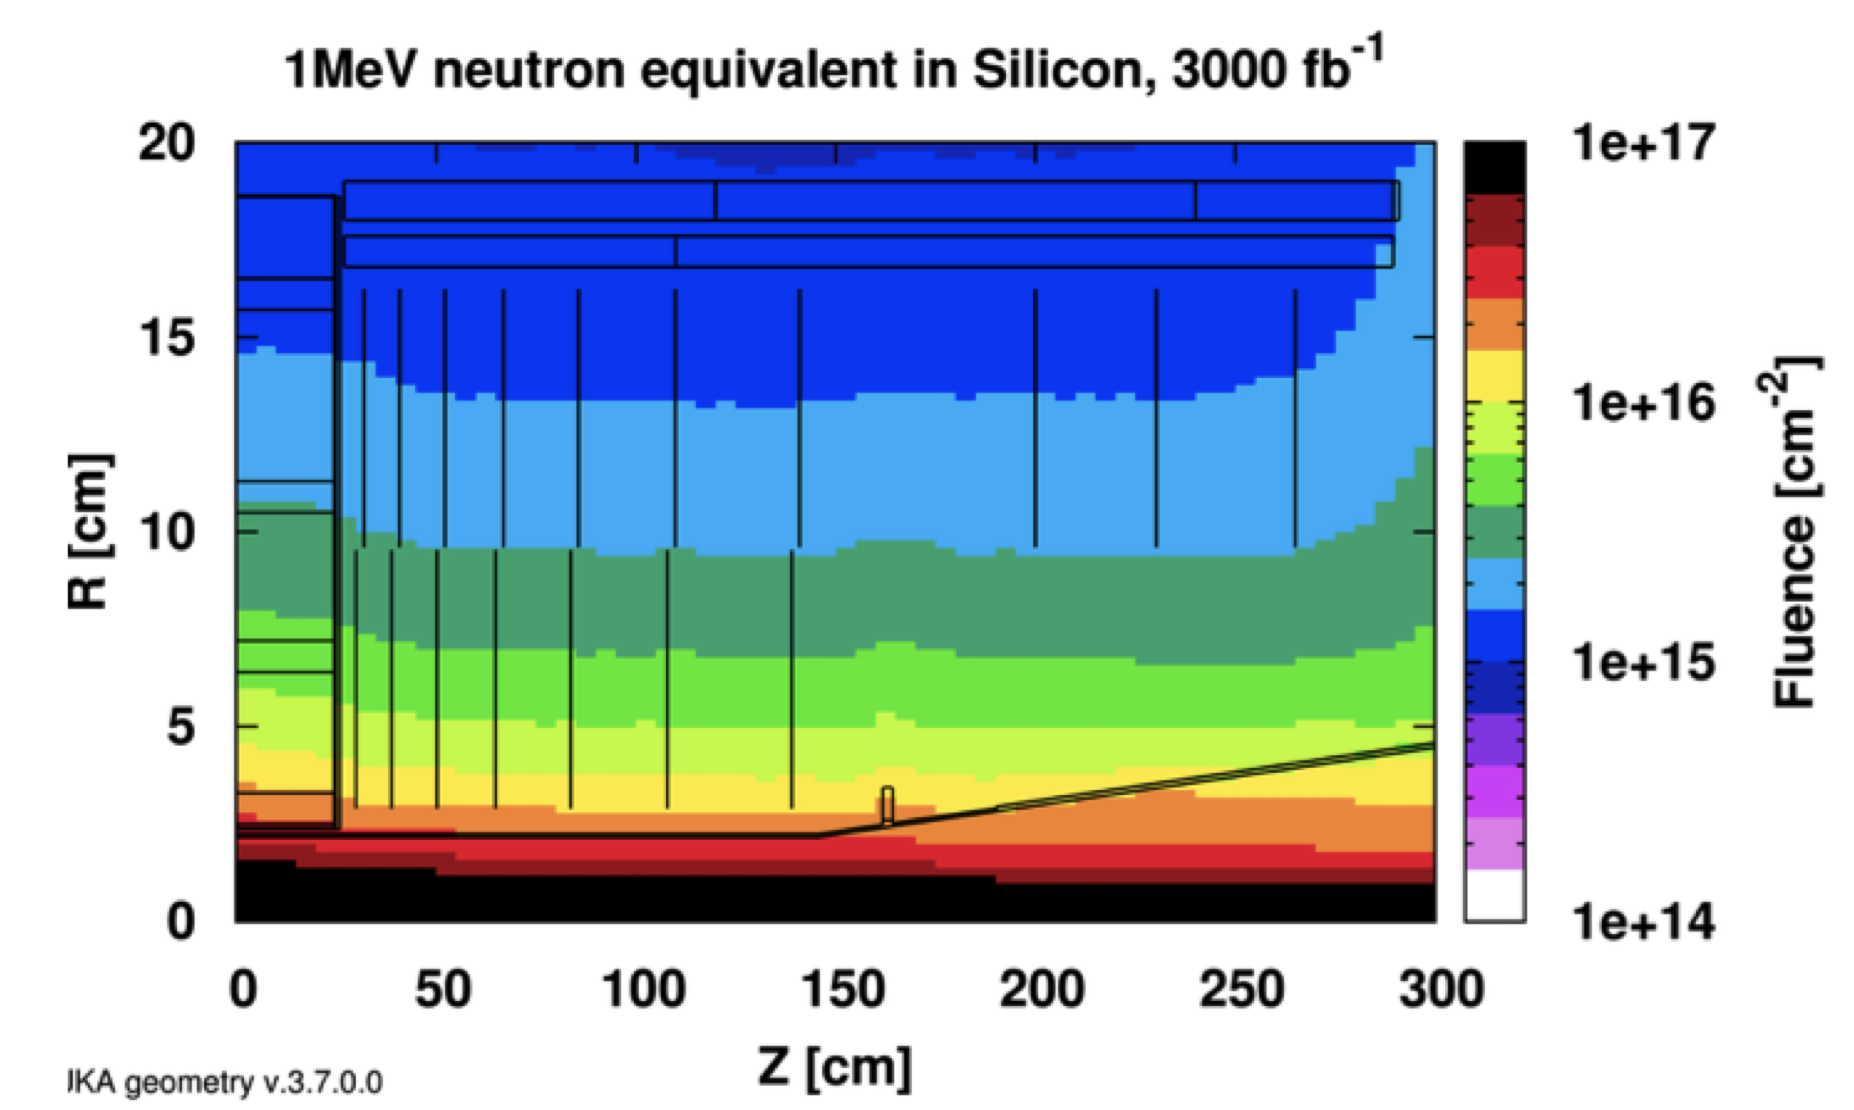 1MeV neutron equivalent in Silicon, 3000 fb-1
20
15
10
5
0
R [cm]
0 50 100 150 200 250 300
Z [cm]
1e+17
1e+16
1e+15
1e+14
Fluence [cm-2]
JKA geometry v.3.7.0.0